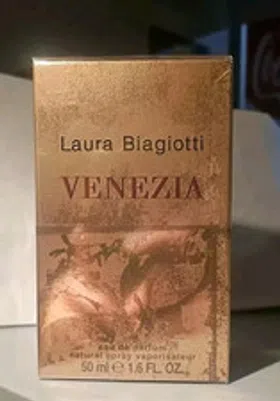 Laura Biagiotti
VENEZIA
eau de parfum
natural spray vaporisateur
50 ml ℮ 1.6 FL. OZ.